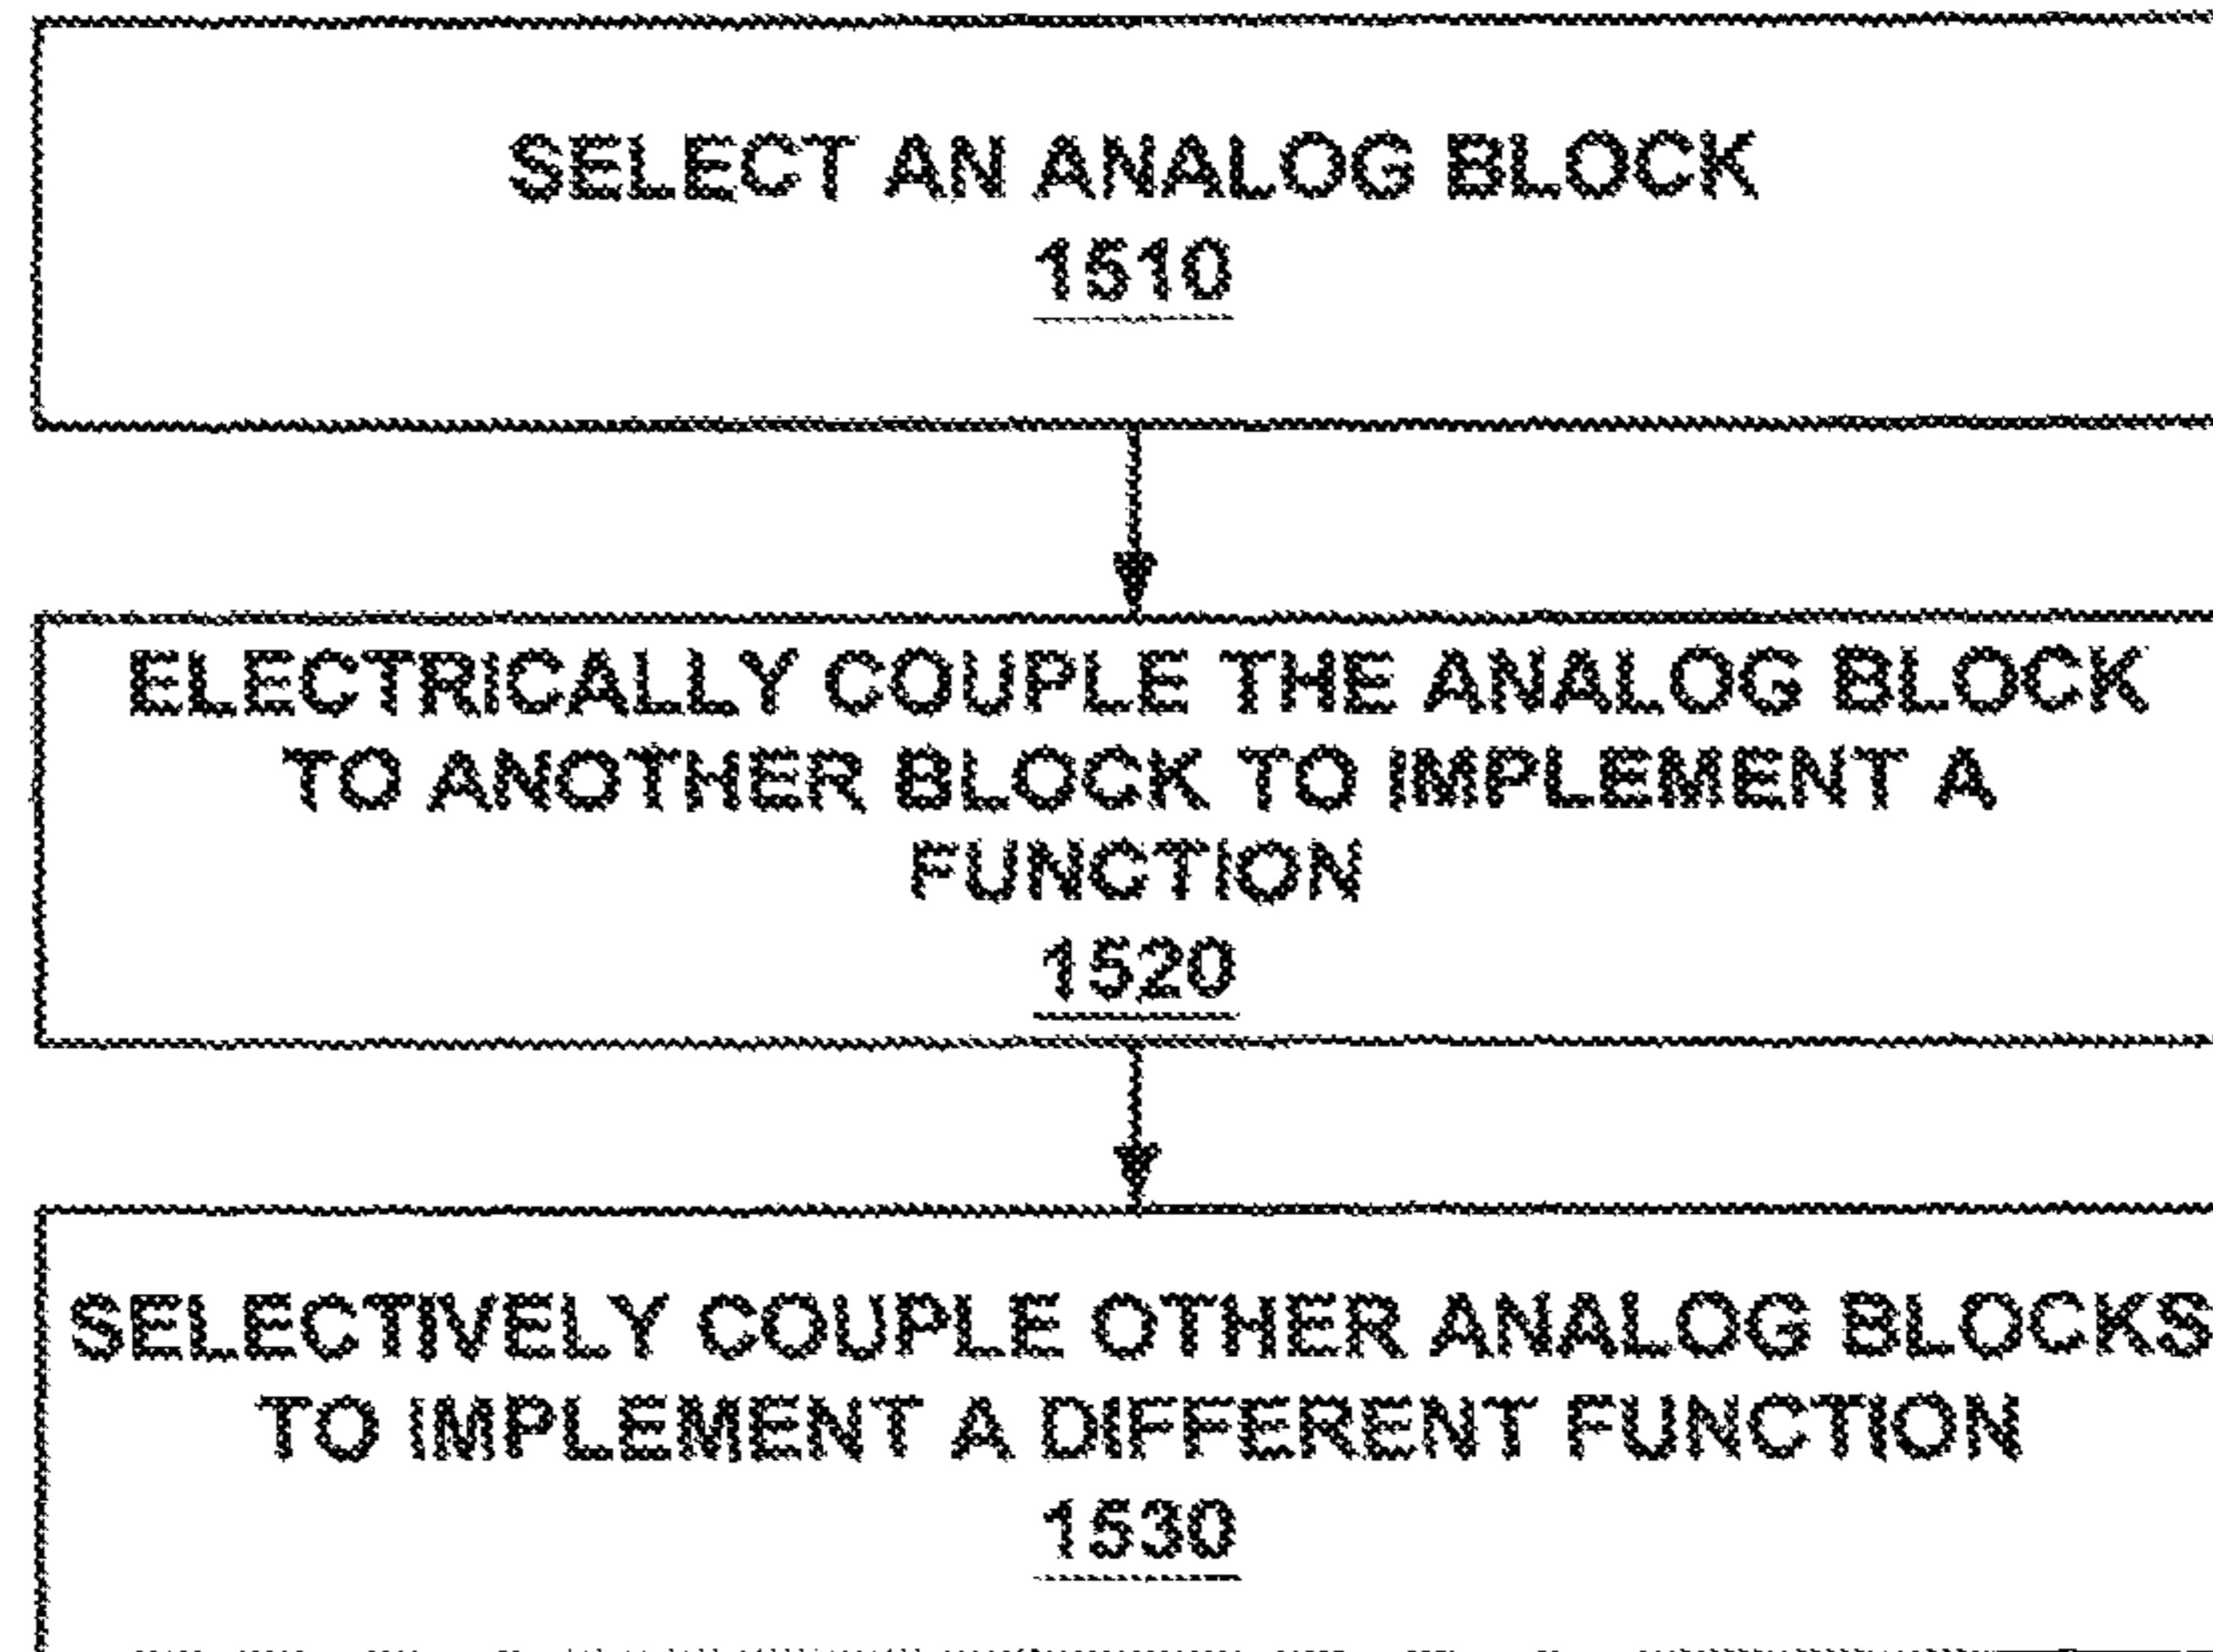 SELECT AN ANALOG BLOCK
1510
ELECTRICALLY COUPLE THE ANALOG BLOCK
TO ANOTHER BLOCK TO IMPLEMENT A
FUNCTION
1520
SELECTIVELY COUPLE OTHER ANALOG BLOCKS
TO IMPLEMENT A DIFFERENT FUNCTION
1530